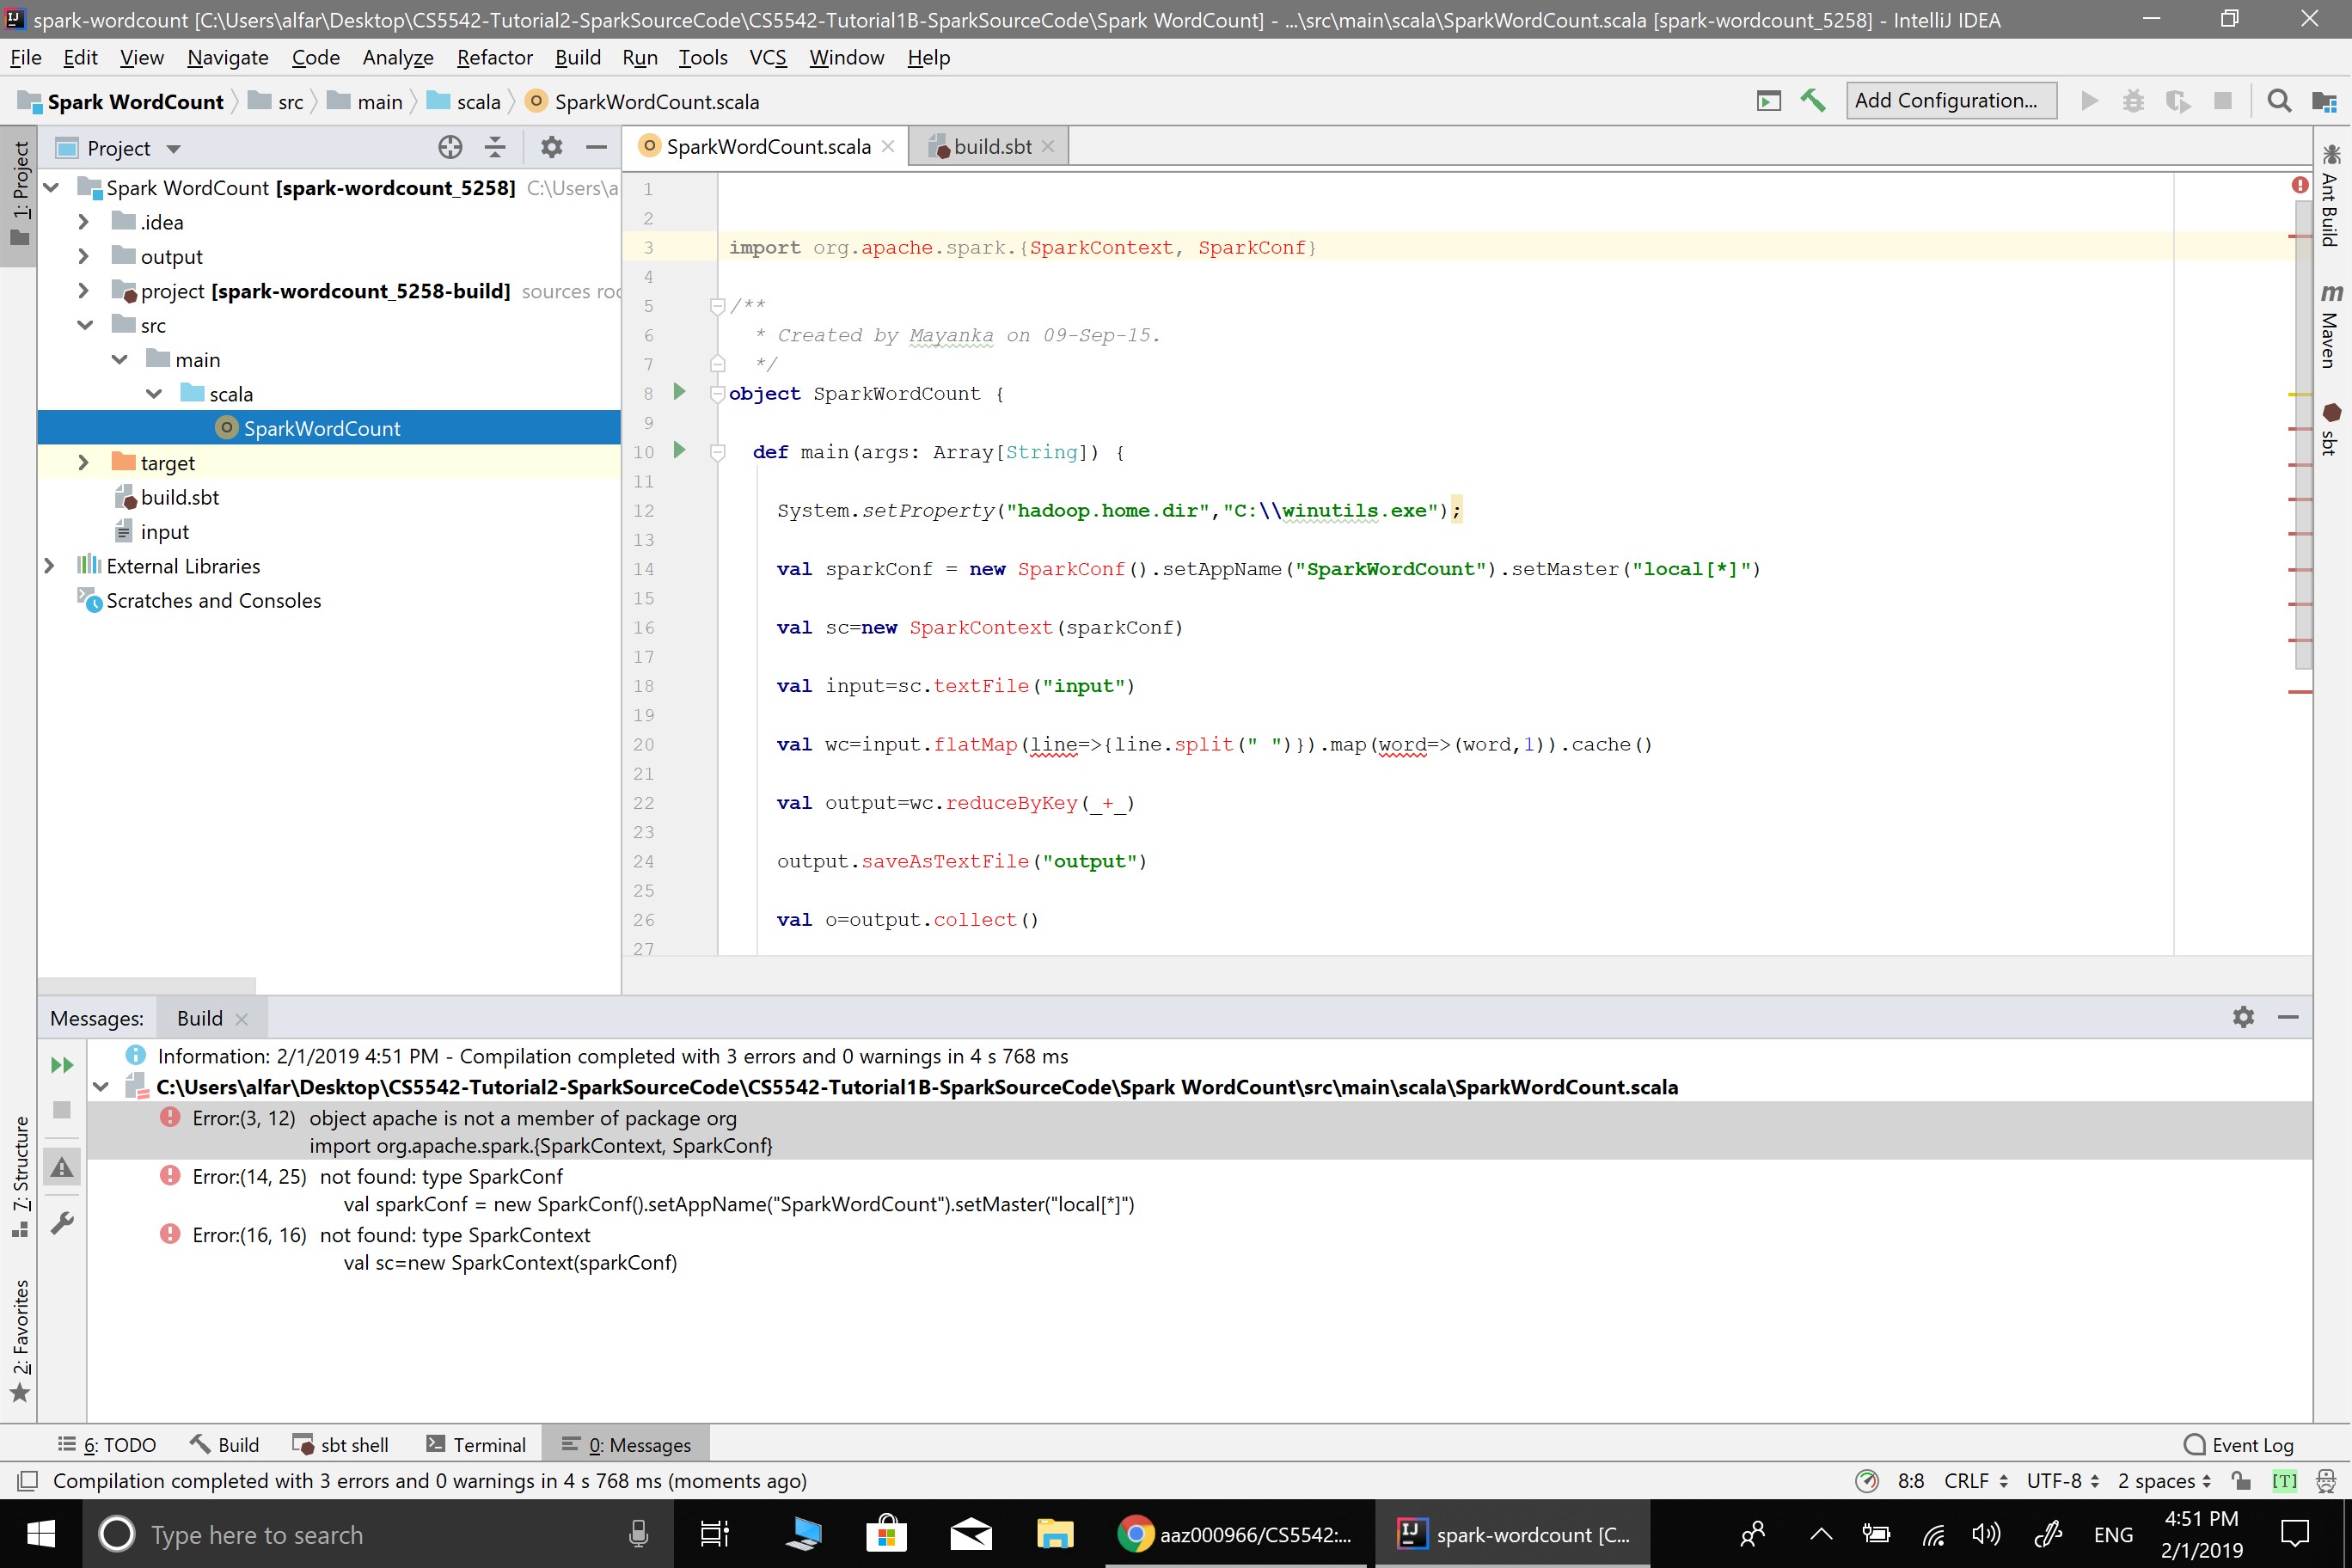 spark-wordcount [C:\Users\alfar\Desktop\CS5542-Tutorial2-SparkSourceCode\CS5542-Tutorial1B-SparkSourceCode\Spark WordCount] - ...\src\main\scala\SparkWordCount.scala [spark-wordcount_5258] - IntelliJ IDEA
File Edit View Navigate Code Analyze Refactor Build Run Tools VCS Window Help
Spark WordCount src main scala SparkWordCount.scala Add Configuration...
1: Project
Project
Spark WordCount [spark-wordcount_5258] C:\Users\a
.idea
output
project [spark-wordcount_5258-build] sources roo
src
main
scala
SparkWordCount
target
build.sbt
input
External Libraries
Scratches and Consoles
SparkWordCount.scala build.sbt
1
2
3 import org.apache.spark.{SparkContext, SparkConf}
4
5 /**
6 * Created by Mayanka on 09-Sep-15.
7 */
8 object SparkWordCount {
9
10 def main(args: Array[String]) {
11
12 System.setProperty("hadoop.home.dir","C:\\winutils.exe");
13
14 val sparkConf = new SparkConf().setAppName("SparkWordCount").setMaster("local[*]")
15
16 val sc=new SparkContext(sparkConf)
17
18 val input=sc.textFile("input")
19
20 val wc=input.flatMap(line=>{line.split(" ")}).map(word=>(word,1)).cache()
21
22 val output=wc.reduceByKey(_+_)
23
24 output.saveAsTextFile("output")
25
26 val o=output.collect()
27
Ant Build
m Maven
sbt
Messages: Build
Information: 2/1/2019 4:51 PM - Compilation completed with 3 errors and 0 warnings in 4 s 768 ms
C:\Users\alfar\Desktop\CS5542-Tutorial2-SparkSourceCode\CS5542-Tutorial1B-SparkSourceCode\Spark WordCount\src\main\scala\SparkWordCount.scala
Error:(3, 12) object apache is not a member of package org
import org.apache.spark.{SparkContext, SparkConf}
Error:(14, 25) not found: type SparkConf
val sparkConf = new SparkConf().setAppName("SparkWordCount").setMaster("local[*]")
Error:(16, 16) not found: type SparkContext
val sc=new SparkContext(sparkConf)
7: Structure
2: Favorites
6: TODO Build sbt shell Terminal 0: Messages Event Log
Compilation completed with 3 errors and 0 warnings in 4 s 768 ms (moments ago) 8:8 CRLF UTF-8 2 spaces [T]
Type here to search aaz000966/CS5542:... spark-wordcount [C... ENG 4:51 PM
2/1/2019